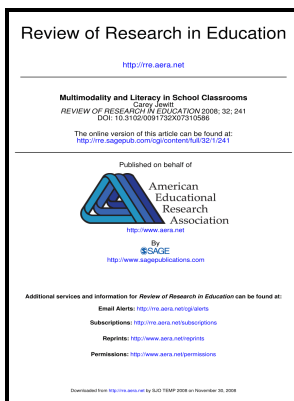 Review of Research in Education
http://rre.aera.net
Multimodality and Literacy in School Classrooms
Carey Jewitt
REVIEW OF RESEARCH IN EDUCATION 2008; 32; 241
DOI: 10.3102/0091732X07310586
The online version of this article can be found at:
http://rre.sagepub.com/cgi/content/full/32/1/241
Published on behalf of
American
Educational
Research
Association
http://www.aera.net
By
SAGE
http://www.sagepublications.com
Additional services and information for Review of Research in Education can be found at:
Email Alerts: http://rre.aera.net/cgi/alerts
Subscriptions: http://rre.aera.net/subscriptions
Reprints: http://www.aera.net/reprints
Permissions: http://www.aera.net/permissions
Downloaded from http://rre.aera.net by SJO TEMP 2009 on November 30, 2009